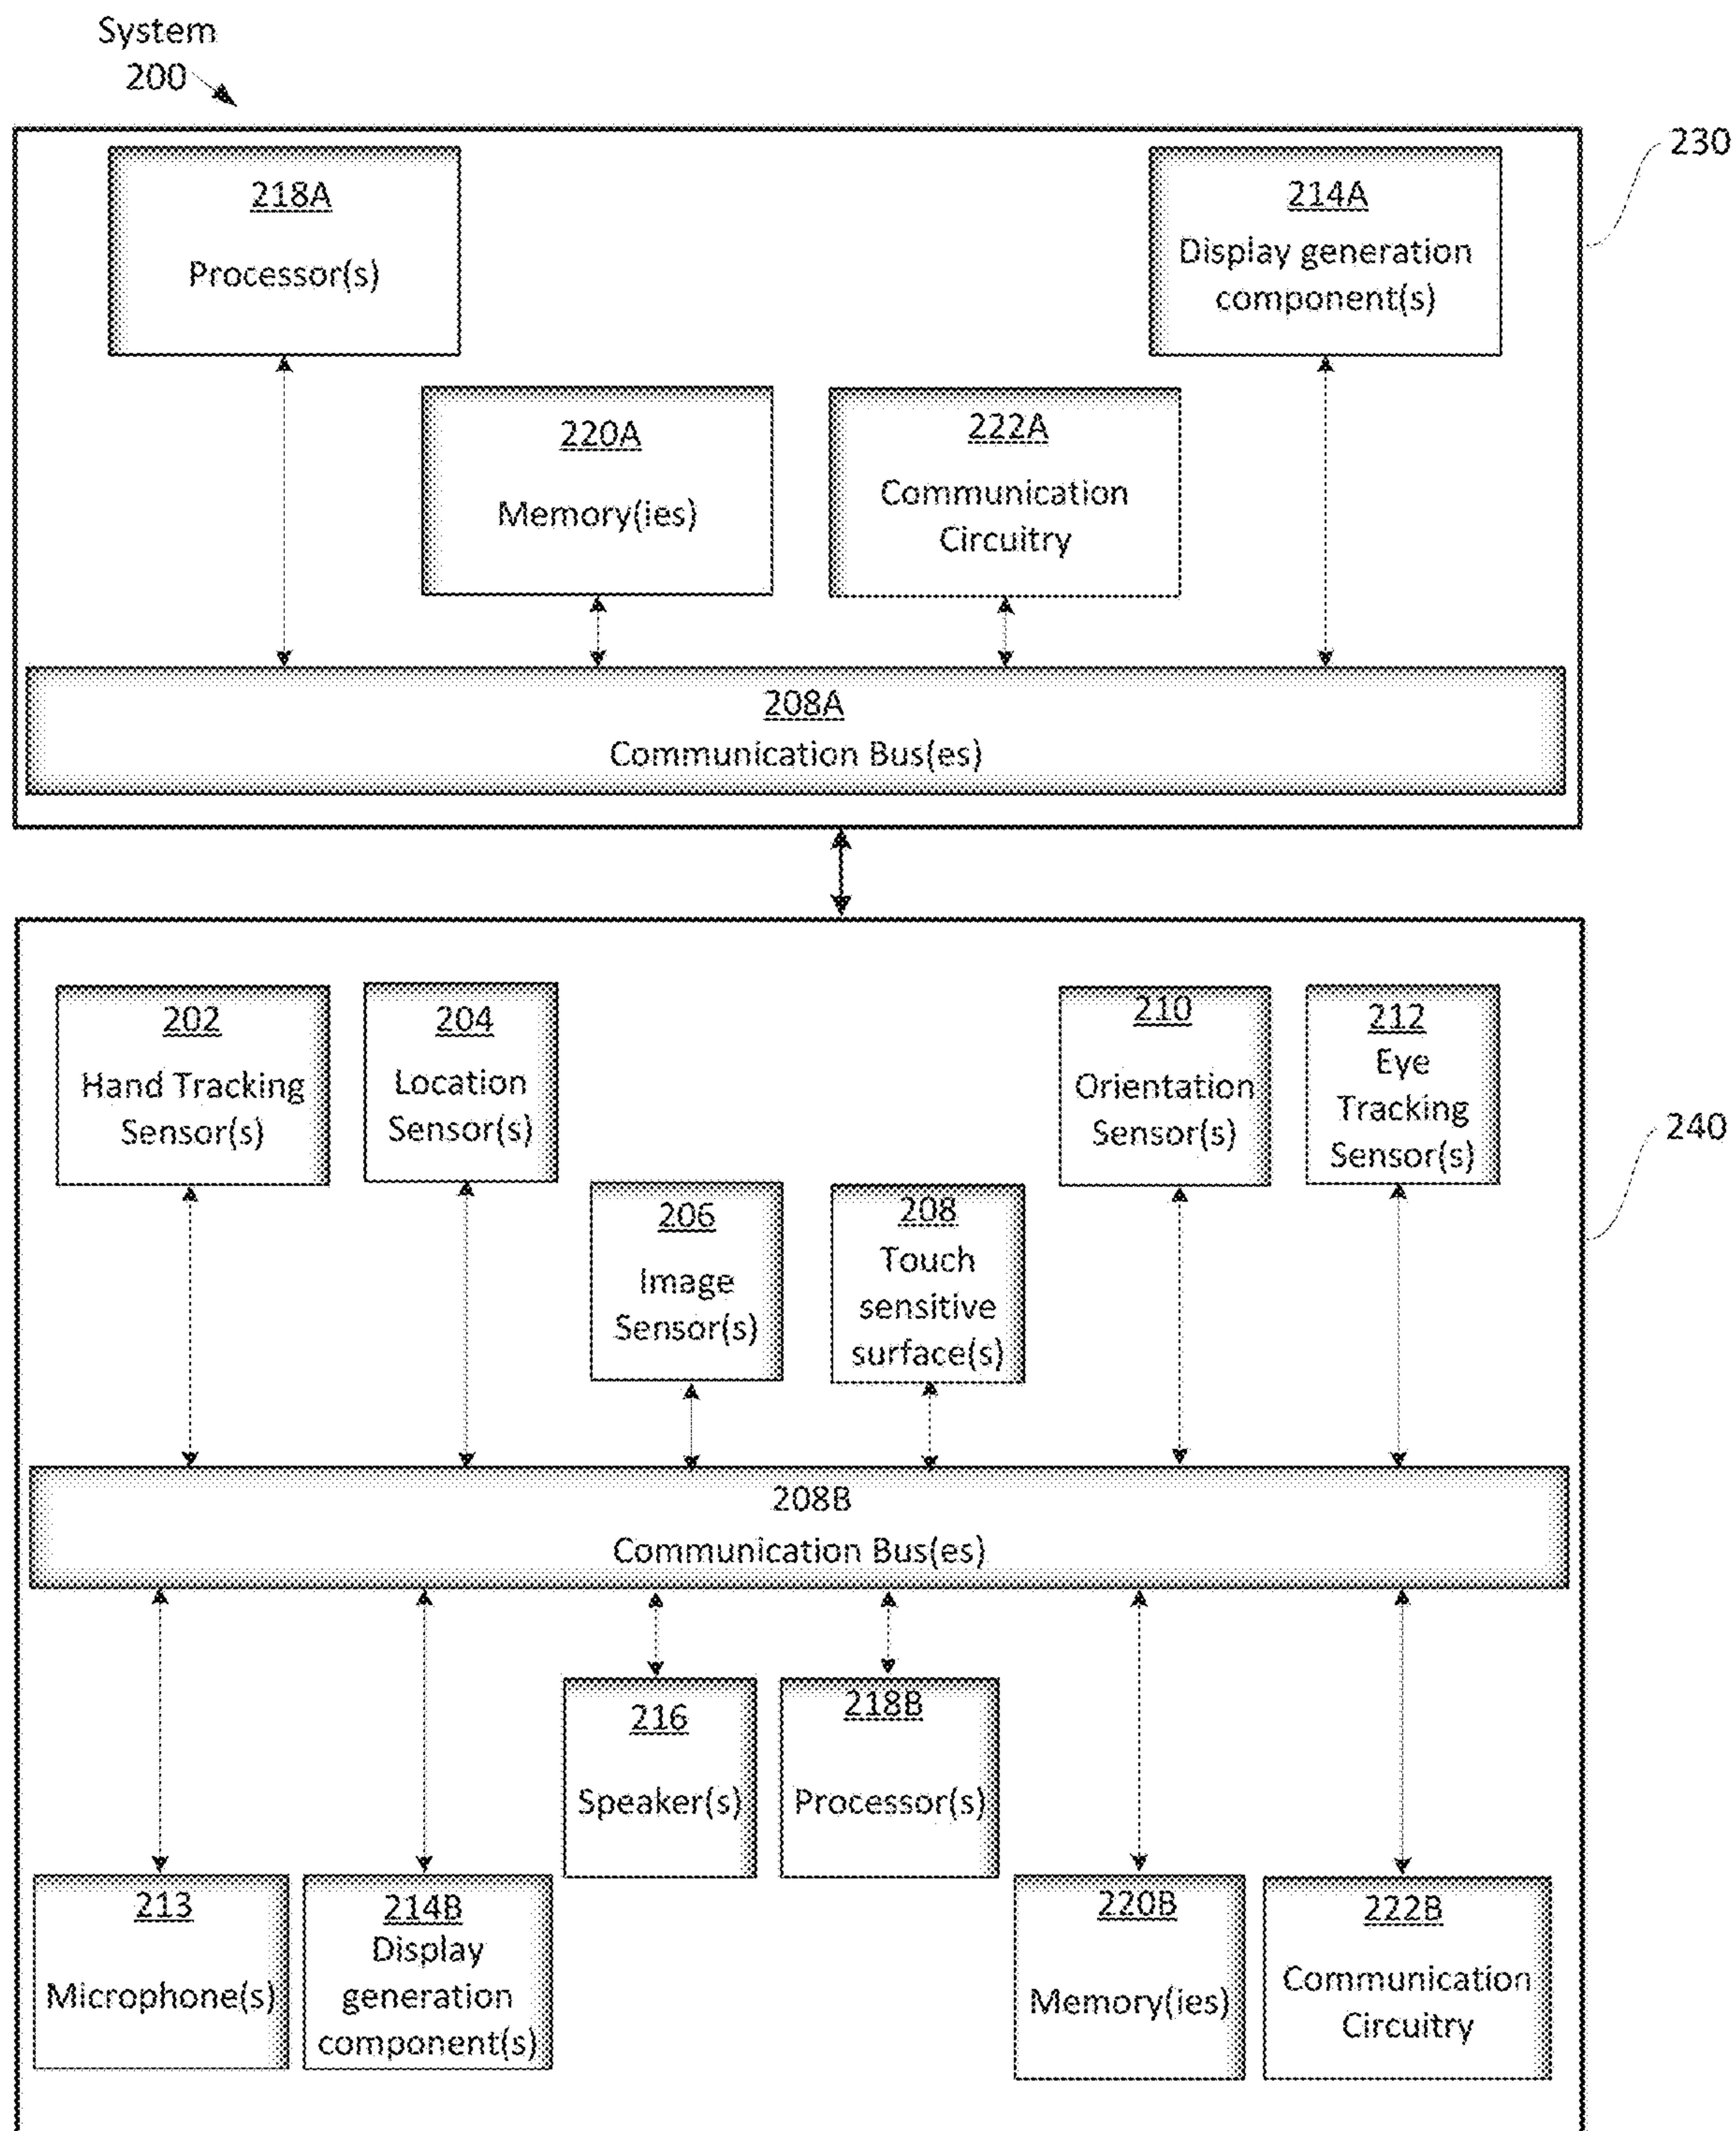 System
200
230
218A
Processor(s)
214A
Display generation
component(s)
220A
Memory(ies)
222A
Communication
Circuitry
208A
Communication Bus(es)
240
202
Hand Tracking
Sensor(s)
204
Location
Sensor(s)
210
Orientation
Sensor(s)
212
Eye
Tracking
Sensor(s)
206
Image
Sensor(s)
208
Touch
sensitive
surface(s)
208B
Communication Bus(es)
216
Speaker(s)
218B
Processor(s)
213
Microphone(s)
214B
Display
generation
component(s)
220B
Memory(ies)
222B
Communication
Circuitry